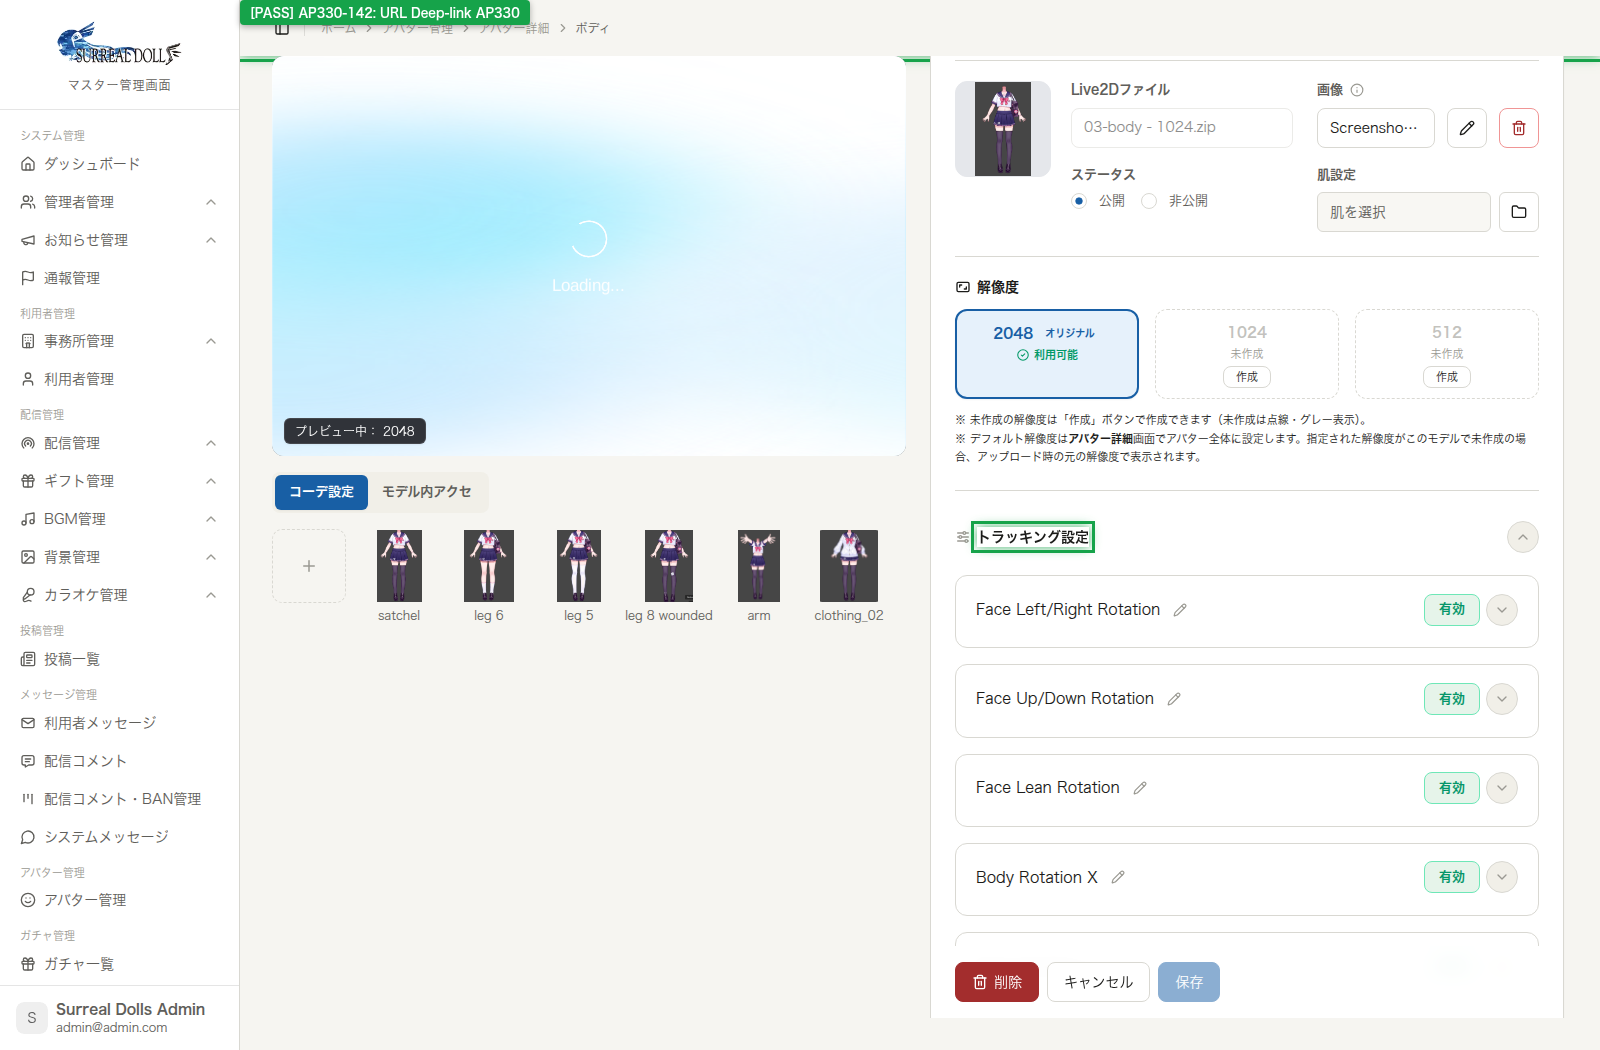 [PASS] AP330-142: URL Deep-link AP330
ホーム > アバター管理 > アバター詳細 > ボディ
SURREAL DOLL
マスター管理画面
システム管理
ダッシュボード
管理者管理
お知らせ管理
通報管理
利用者管理
事務所管理
利用者管理
配信管理
配信管理
ギフト管理
BGM管理
背景管理
カラオケ管理
投稿管理
投稿一覧
メッセージ管理
利用者メッセージ
配信コメント
配信コメント・BAN管理
システムメッセージ
アバター管理
アバター管理
ガチャ管理
ガチャ一覧
S
Surreal Dolls Admin
admin@admin.com
Loading...
プレビュー中： 2048
コーデ設定
モデル内アクセ
satchel
leg 6
leg 5
leg 8 wounded
arm
clothing_02
Live2Dファイル
03-body - 1024.zip
画像
Screensho…
ステータス
公開
非公開
肌設定
肌を選択
解像度
2048 オリジナル
利用可能
1024
未作成
作成
512
未作成
作成
※ 未作成の解像度は「作成」ボタンで作成できます（未作成は点線・グレー表示）。
※ デフォルト解像度はアバター詳細画面でアバター全体に設定します。指定された解像度がこのモデルで未作成の場
合、アップロード時の元の解像度で表示されます。
トラッキング設定
Face Left/Right Rotation
有効
Face Up/Down Rotation
有効
Face Lean Rotation
有効
Body Rotation X
有効
削除
キャンセル
保存